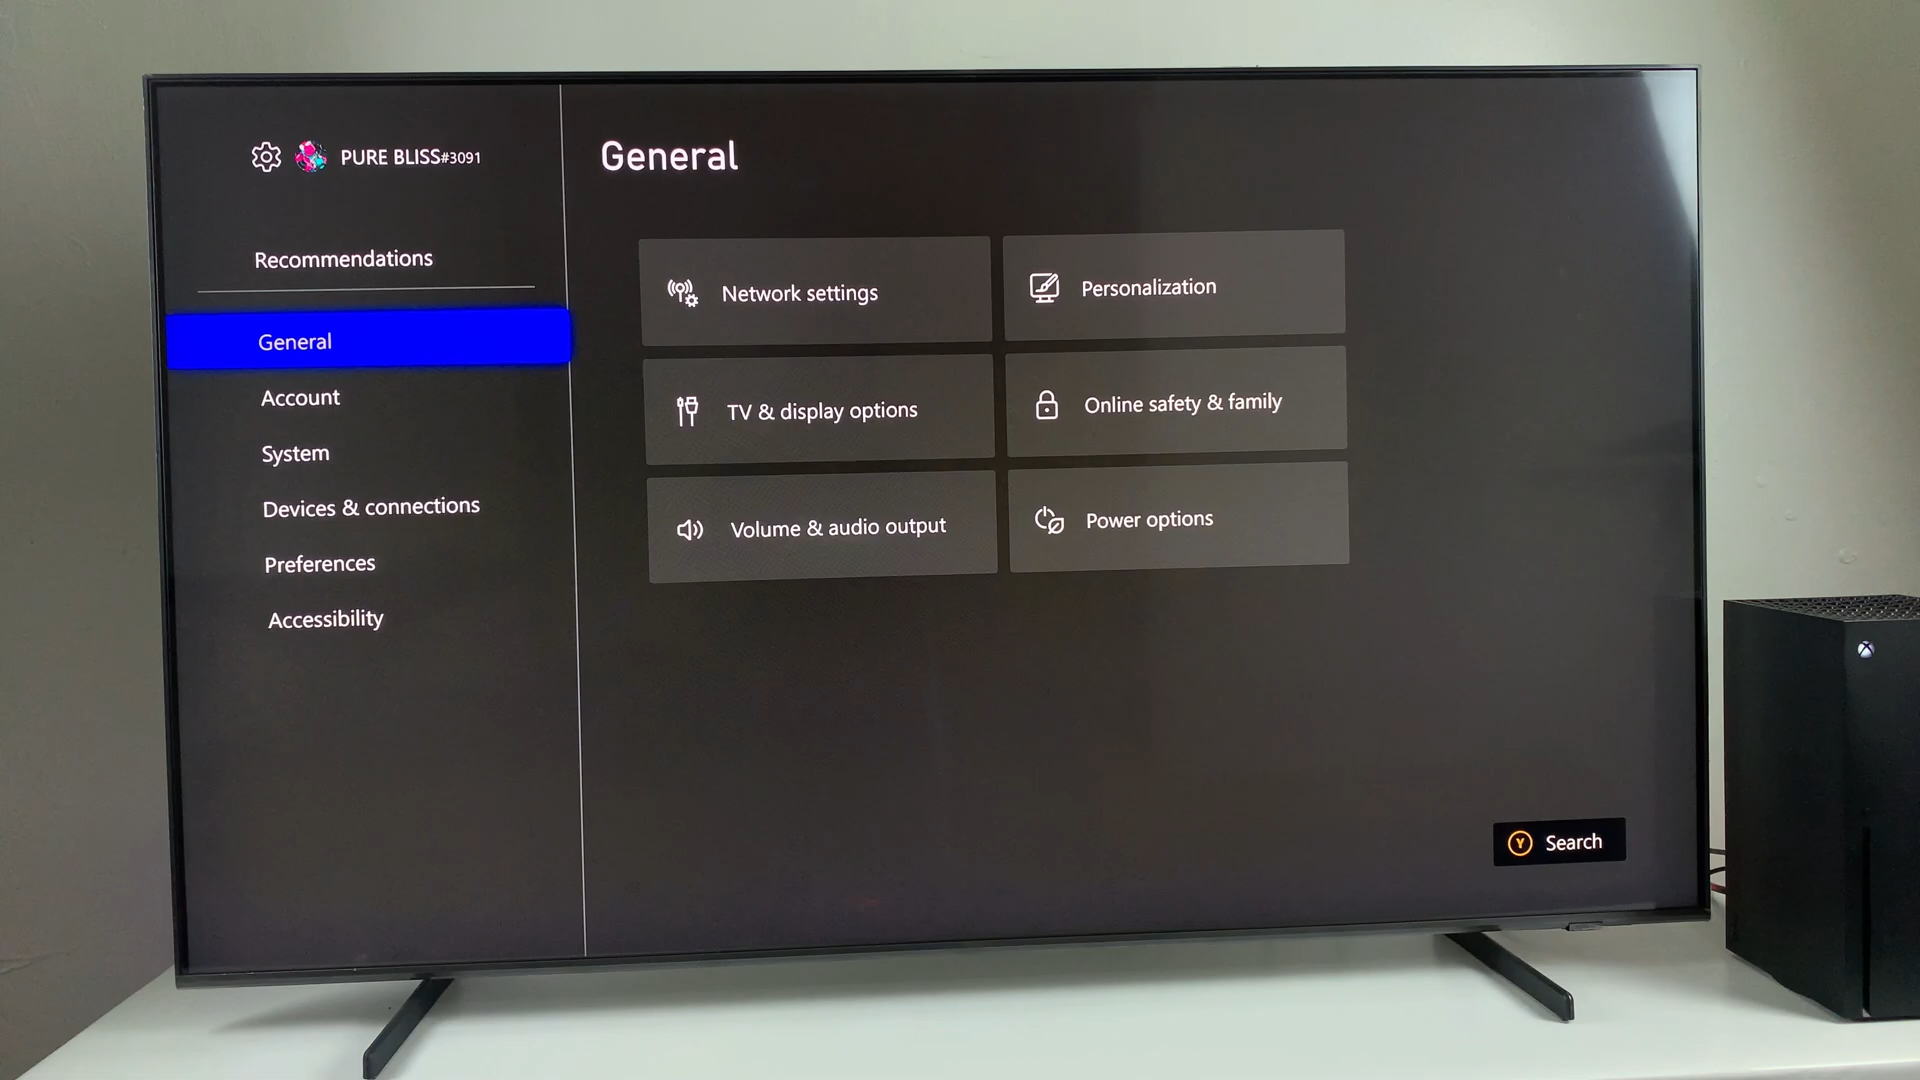 PURE BLISS#3091
Recommendations
General
Account
System
Devices & connections
Preferences
Accessibility
General
Network settings
Personalization
TV & display options
Online safety & family
Volume & audio output
Power options
Y Search